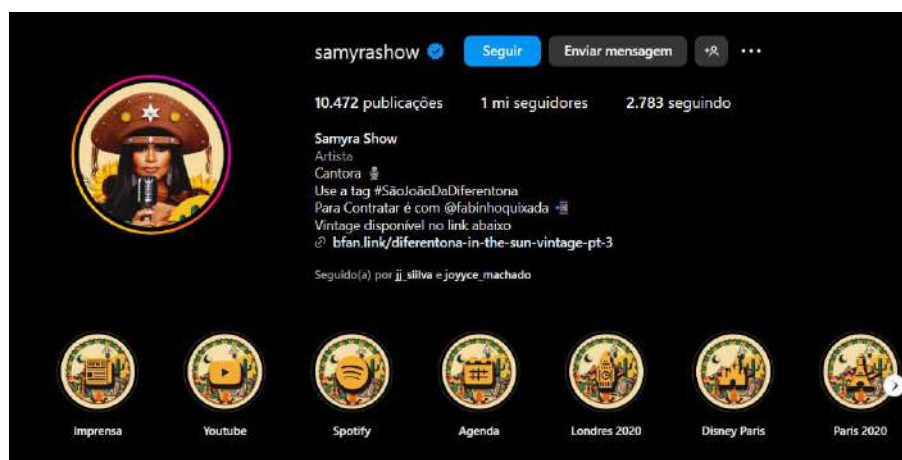 samyrashow Seguir Enviar mensagem
10.472 publicações 1 mi seguidores 2.783 seguindo
Samyra Show
Artista
Cantora
Use a tag #SãoJoãoDaDiferentona
Para Contratar é com @fabinhoquixada
Vintage disponível no link abaixo
bfan.link/diferentona-in-the-sun-vintage-pt-3
Seguido(a) por jj_sliilva e joyyce_machado
NEWS
Imprensa Youtube Spotify Agenda Londres 2020 Disney Paris Paris 2020